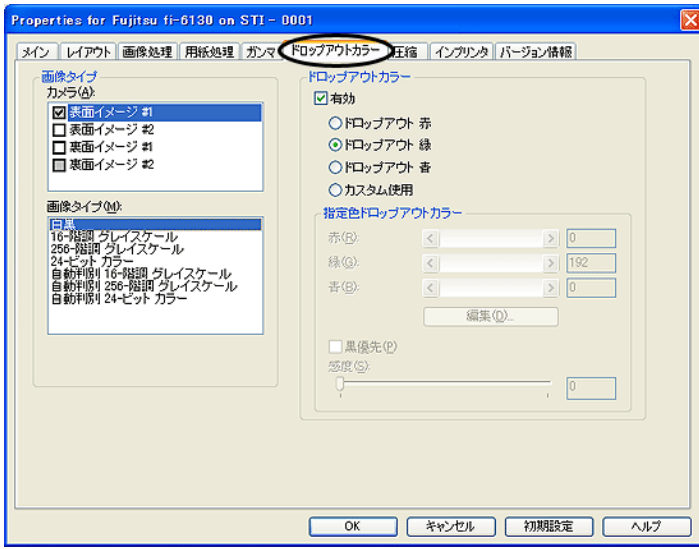 Properties for Fujitsu fi-6130 on STI - 0001
メイン レイアウト 画像処理 用紙処理 ガンマ ドロップアウトカラー 圧縮 インプリンタ バージョン情報
画像タイプ
カメラ(A):
表面イメージ #1
表面イメージ #2
裏面イメージ #1
裏面イメージ #2
画像タイプ(M):
白黒
16-階調 グレイスケール
256-階調 グレイスケール
24-ビット カラー
自動判別 16-階調 グレイスケール
自動判別 256-階調 グレイスケール
自動判別 24-ビット カラー
ドロップアウトカラー
有効
ドロップアウト 赤
ドロップアウト 緑
ドロップアウト 青
カスタム使用
指定色ドロップアウトカラー
赤(R): 0
緑(G): 192
青(B): 0
編集(D)...
黒優先(P)
感度(S):
0
OK キャンセル 初期設定 ヘルプ